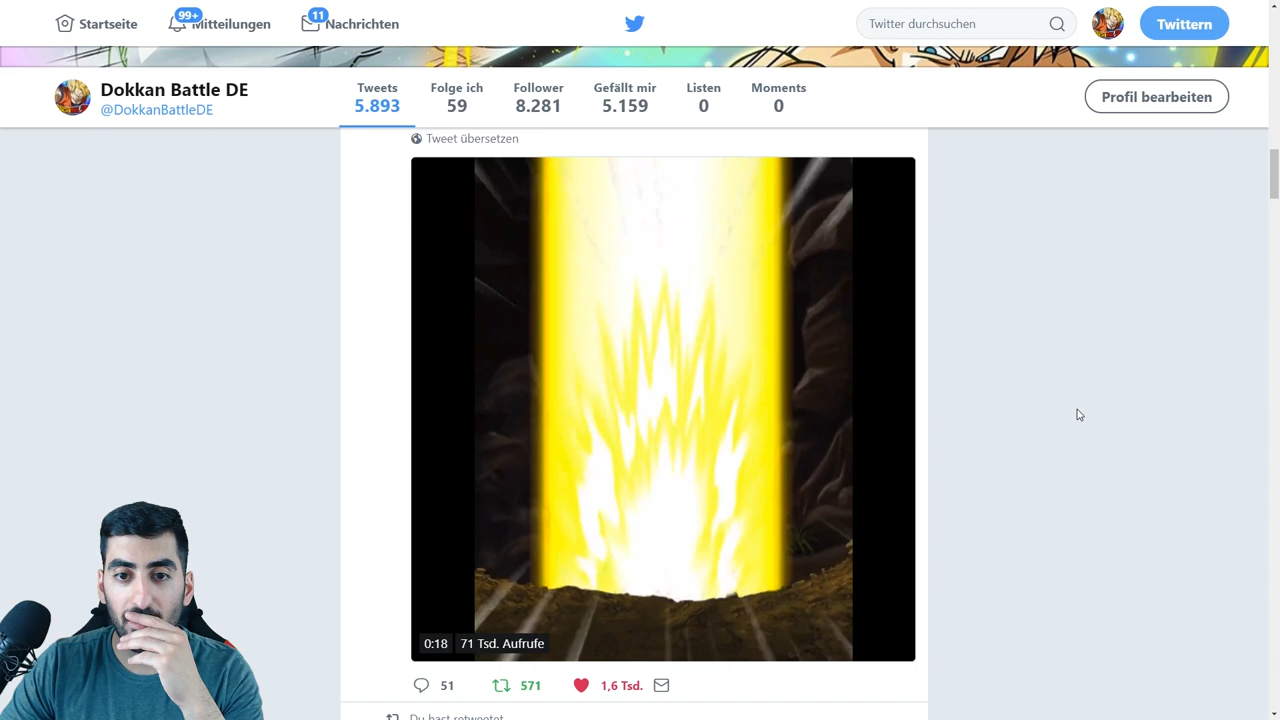 Startseite
99+
Mitteilungen
11
Nachrichten
Twitter durchsuchen
Twittern
Dokkan Battle DE
@DokkanBattleDE
Tweets
5.893
Folge ich
59
Follower
8.281
Gefällt mir
5.159
Listen
0
Moments
0
Profil bearbeiten
Tweet übersetzen
0:18
71 Tsd. Aufrufe
51
571
1,6 Tsd.
Du hast retweetet